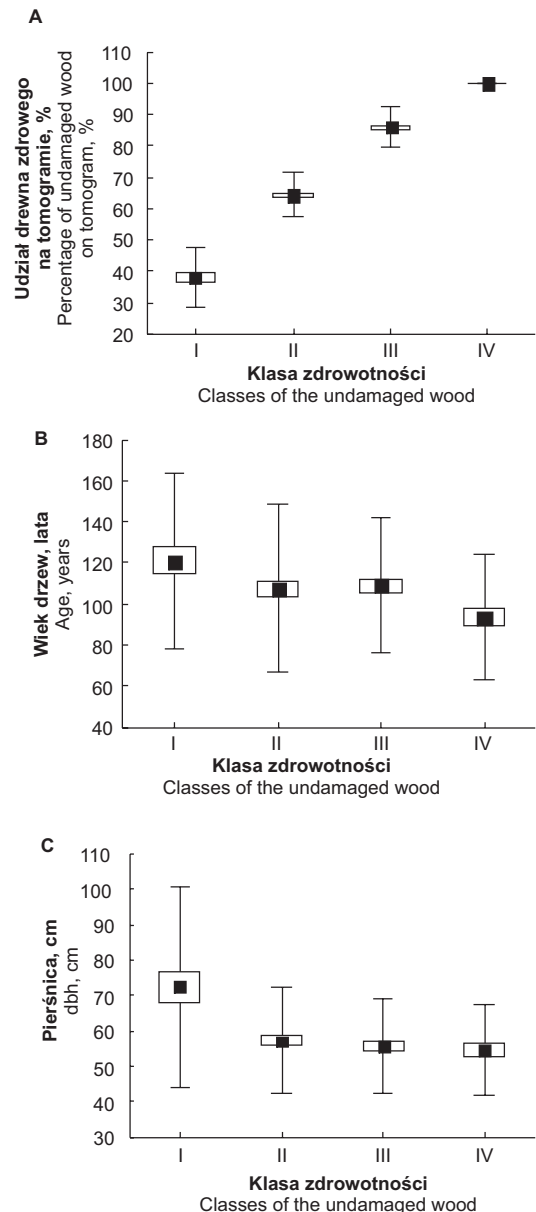 A
110
100
90
80
70
60
50
40
30
20
Udział drewna zdrowego
na tomogramie, %
Percentage of undamaged wood
on tomogram, %
I II III IV
Klasa zdrowotności
Classes of the undamaged wood
B
180
160
140
120
100
80
60
40
Wiek drzew, lata
Age, years
I II III IV
Klasa zdrowotności
Classes of the undamaged wood
C
110
100
90
80
70
60
50
40
30
Pierśnica, cm
dbh, cm
I II III IV
Klasa zdrowotności
Classes of the undamaged wood